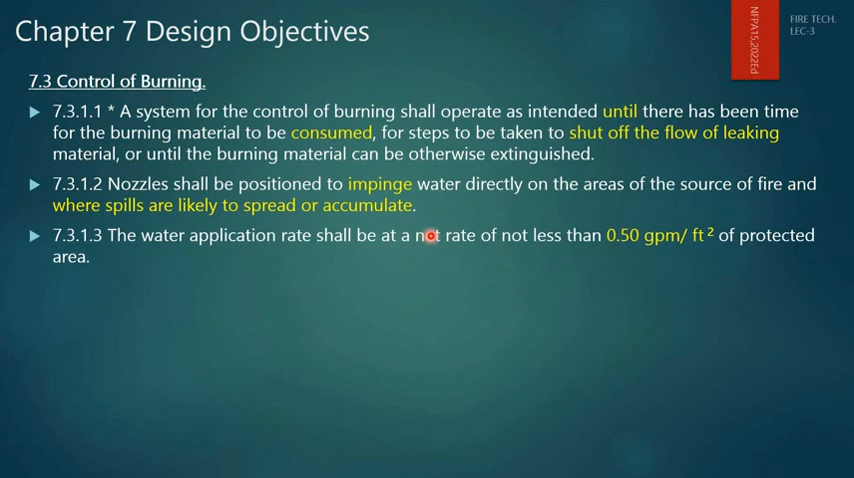 Chapter 7 Design Objectives
NFPA15,2022Ed
FIRE TECH.
LEC-3
7.3 Control of Burning.
7.3.1.1 * A system for the control of burning shall operate as intended until there has been time
for the burning material to be consumed, for steps to be taken to shut off the flow of leaking
material, or until the burning material can be otherwise extinguished.
7.3.1.2 Nozzles shall be positioned to impinge water directly on the areas of the source of fire and
where spills are likely to spread or accumulate.
7.3.1.3 The water application rate shall be at a not rate of not less than 0.50 gpm/ ft² of protected
area.